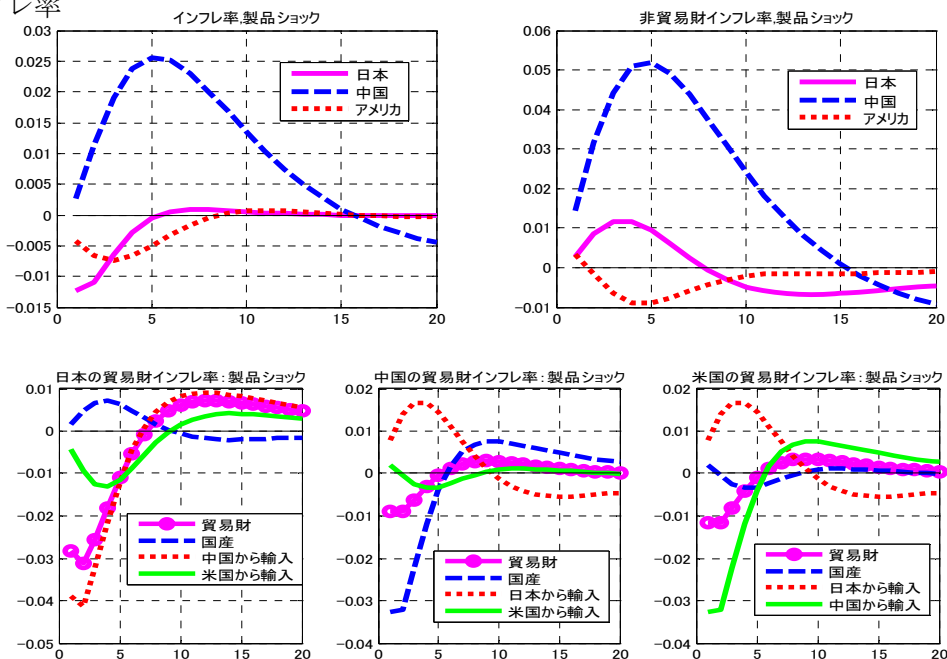 レ率
インフレ率,製品ショック
0.03
0.025
0.02
0.015
0.01
0.005
0
−0.005
−0.01
−0.015
0
5
10
15
20
日本
中国
アメリカ
非貿易財インフレ率,製品ショック
0.06
0.05
0.04
0.03
0.02
0.01
0
−0.01
0
5
10
15
20
日本
中国
アメリカ
日本の貿易財インフレ率:製品ショック
0.01
0
−0.01
−0.02
−0.03
−0.04
−0.05
0
5
10
15
20
貿易財
国産
中国から輸入
米国から輸入
中国の貿易財インフレ率:製品ショック
0.02
0.01
0
−0.01
−0.02
−0.03
−0.04
0
5
10
15
20
貿易財
国産
日本から輸入
米国から輸入
米国の貿易財インフレ率:製品ショック
0.02
0.01
0
−0.01
−0.02
−0.03
−0.04
0
5
10
15
20
貿易財
国産
日本から輸入
中国から輸入